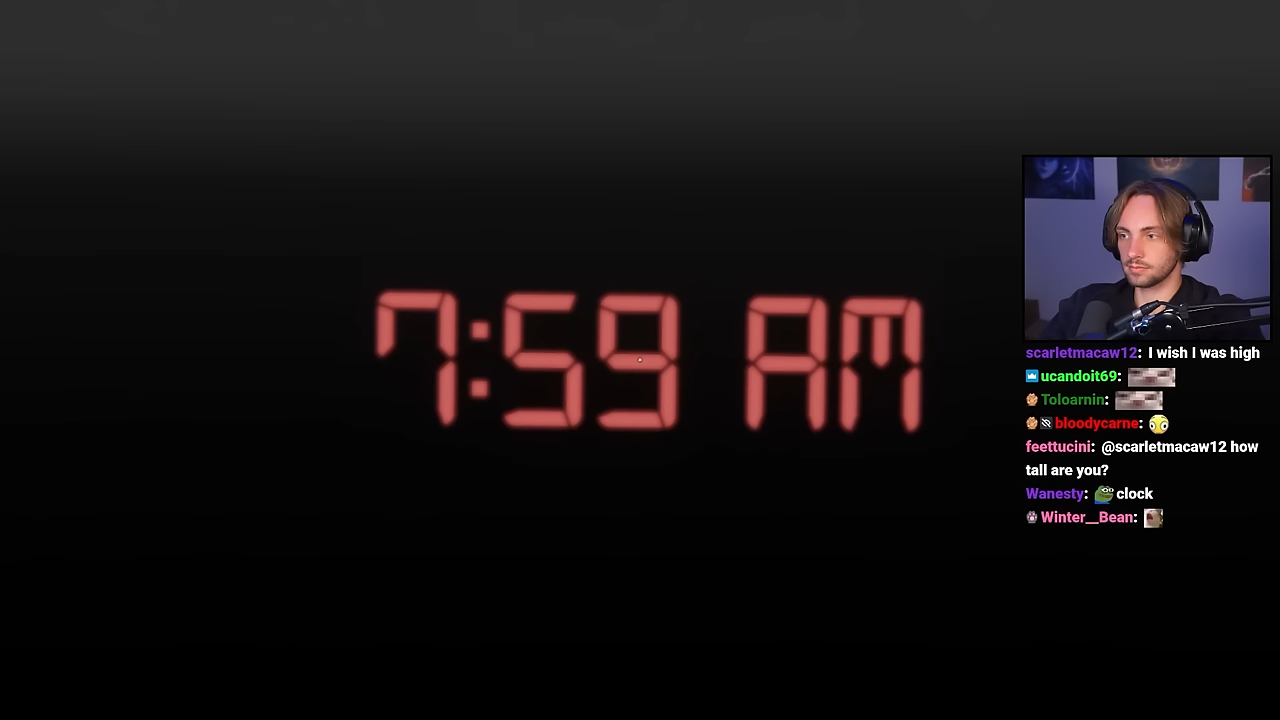 7:59 AM
scarletmacaw12: I wish I was high
ucandoit69:
Toloarnin:
bloodycarne:
feettucini: @scarletmacaw12 how
tall are you?
Wanesty: clock
Winter__Bean: